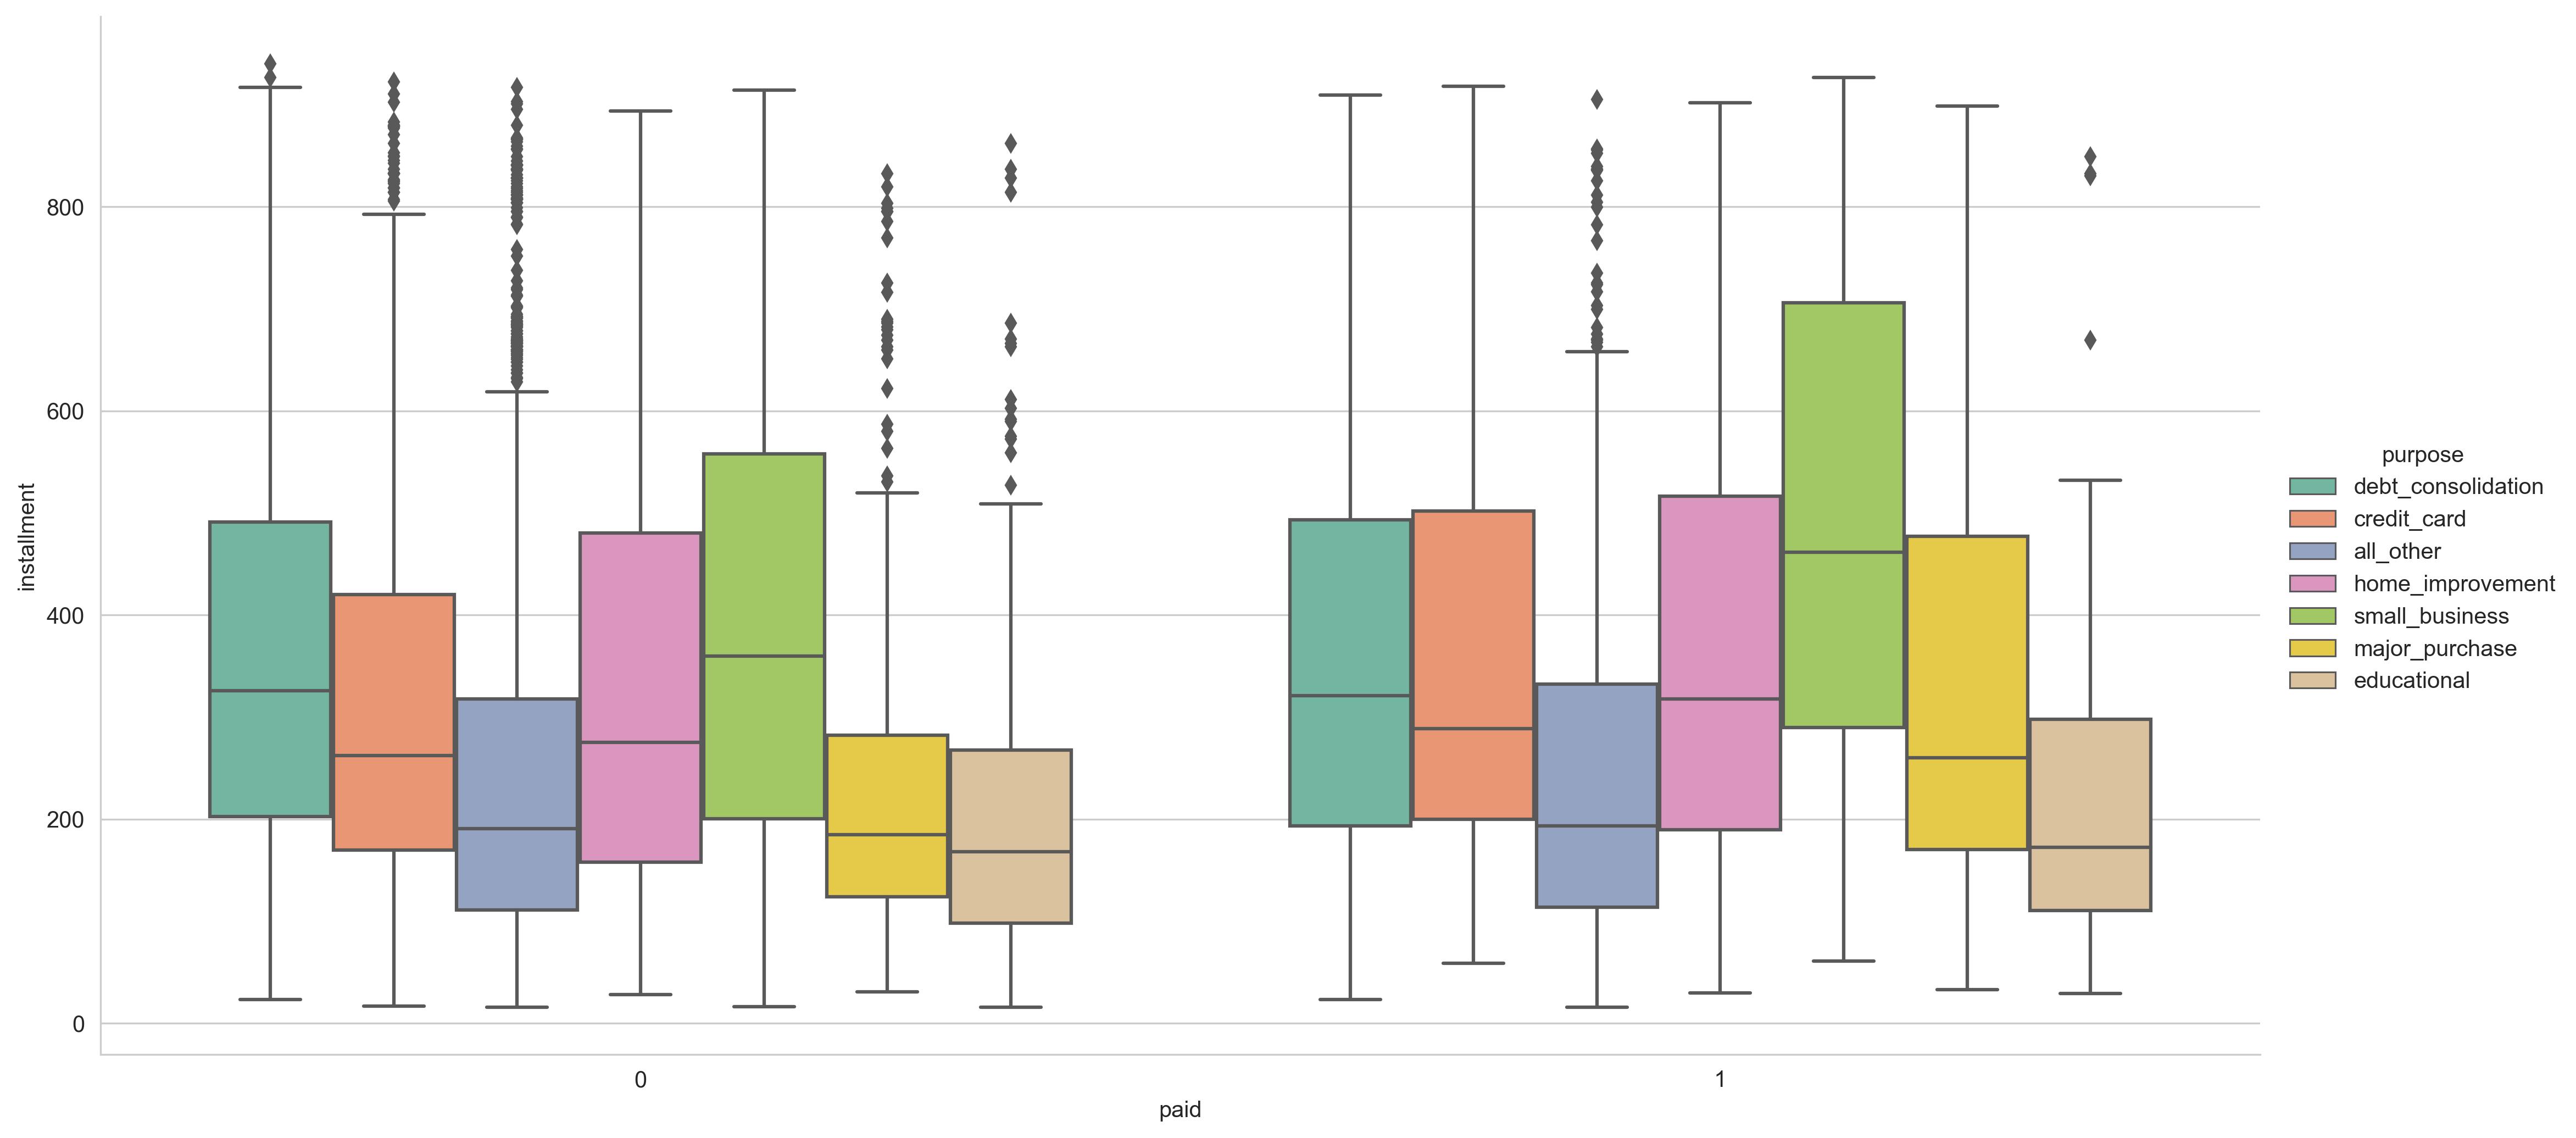 installment
800
600
400
200
0
0
1
paid
purpose
debt_consolidation
credit_card
all_other
home_improvement
small_business
major_purchase
educational